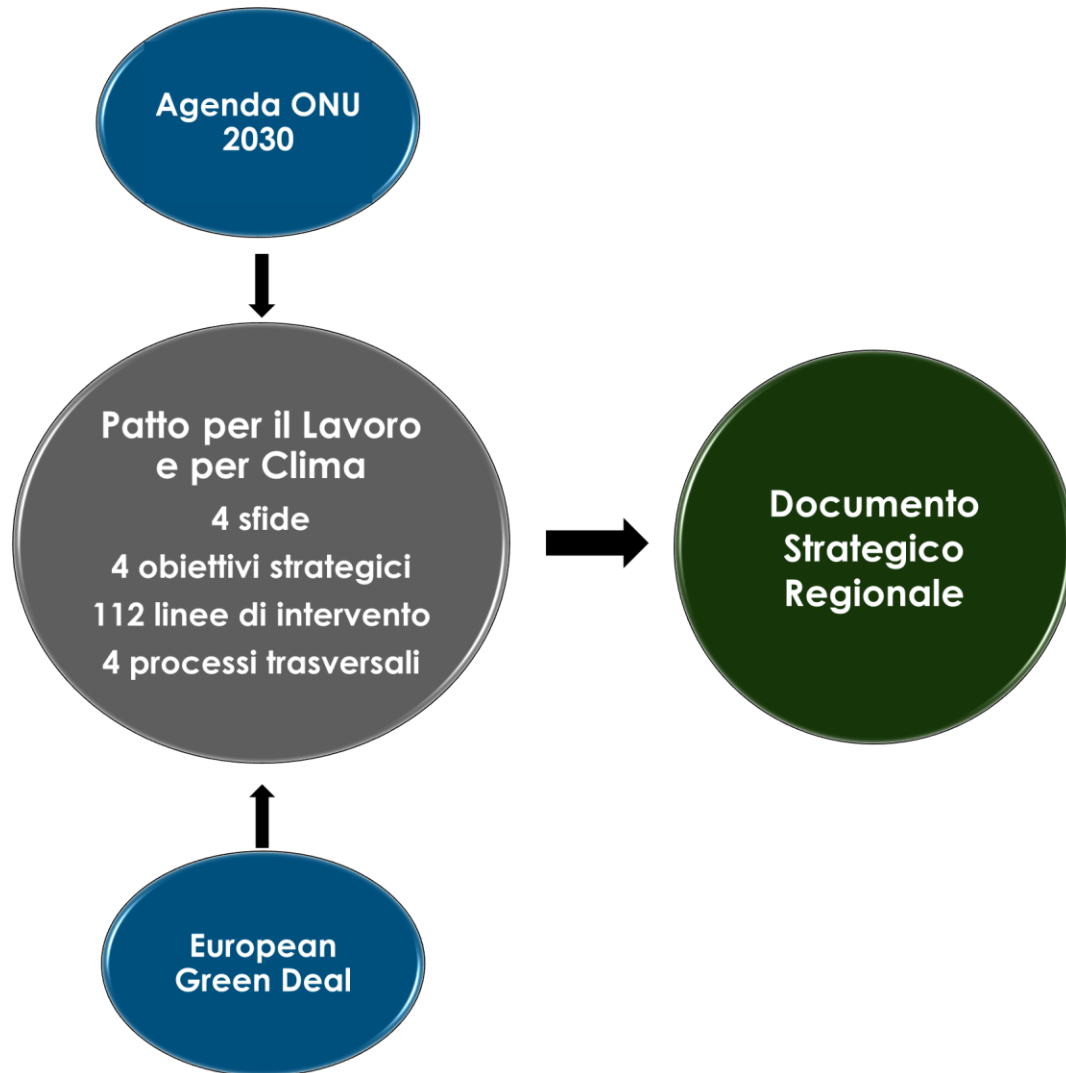 Agenda ONU
2030
Patto per il Lavoro
e per Clima
4 sfide
4 obiettivi strategici
112 linee di intervento
4 processi trasversali
Documento
Strategico
Regionale
European
Green Deal